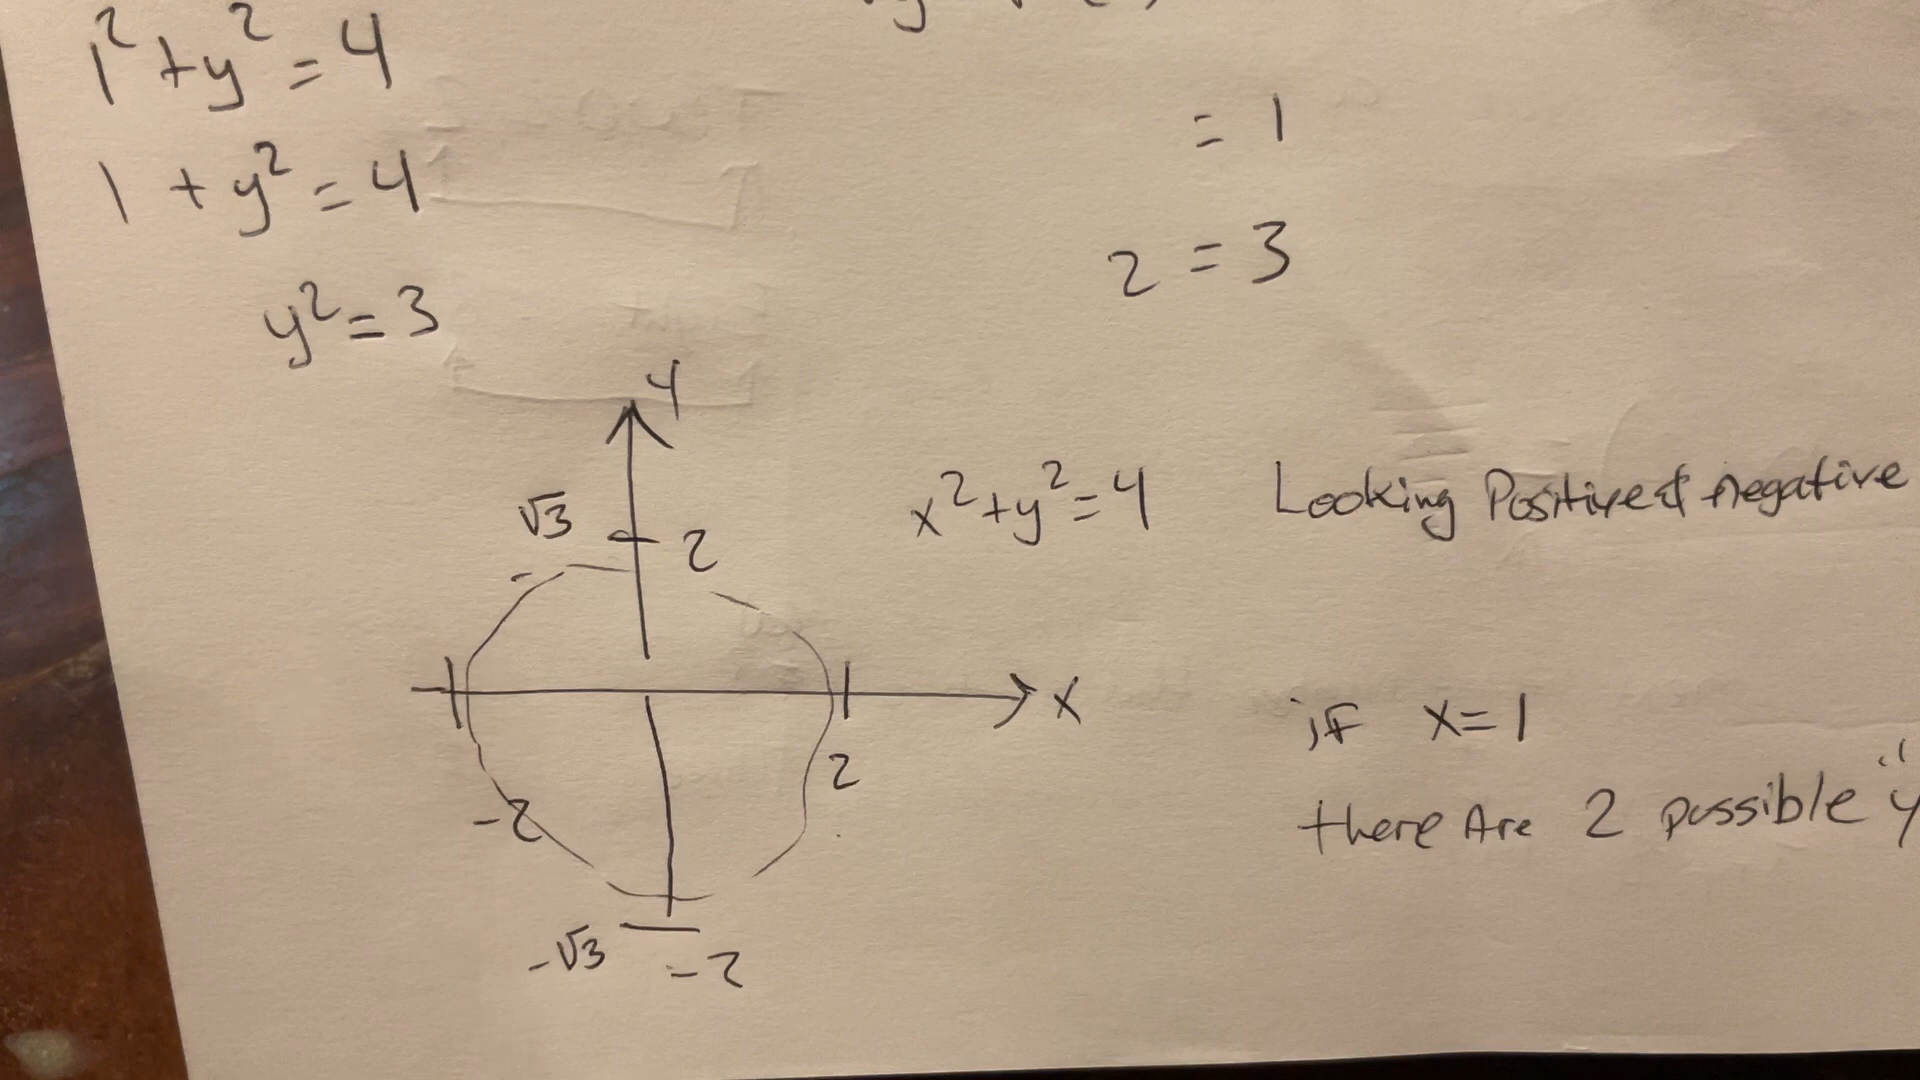 1² + y² = 4
= 1
1 + y² = 4
2 = 3
y² = 3
y
√3
2
x² + y² = 4 Looking Positive & negative
x
if x = 1
2
-2
there Are 2 possible "y
-√3
-2